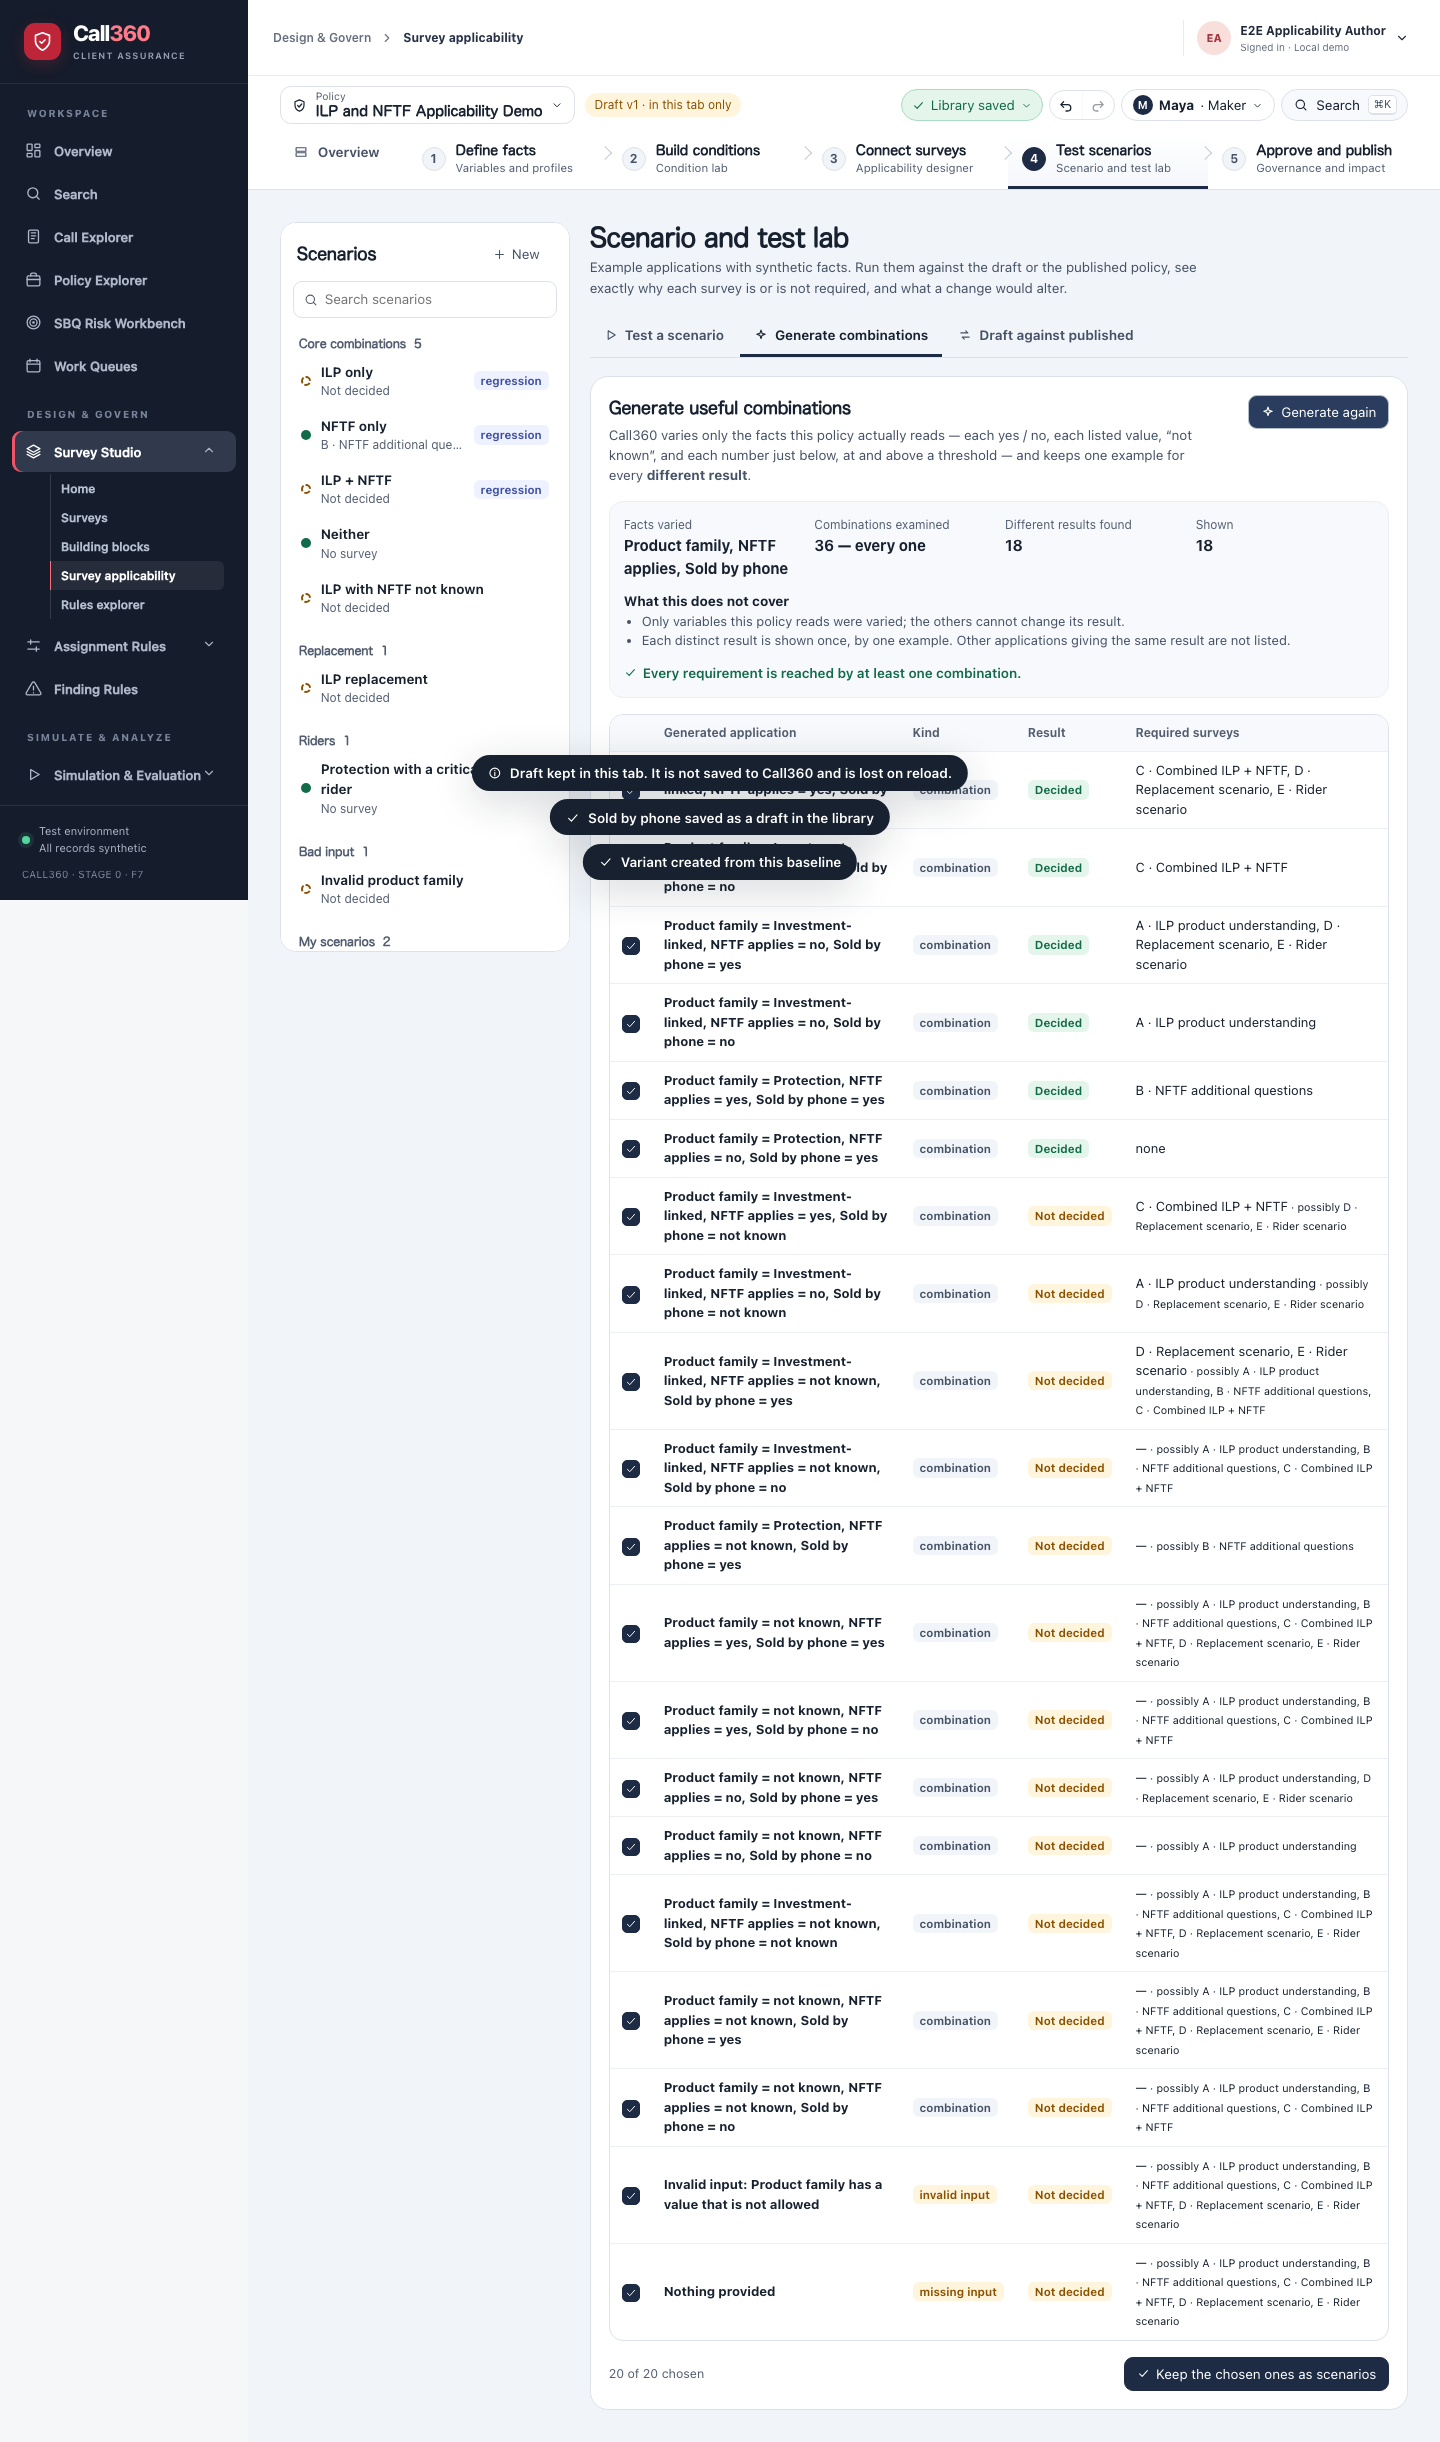 Call360
CLIENT ASSURANCE
WORKSPACE
Overview
Search
Call Explorer
Policy Explorer
SBQ Risk Workbench
Work Queues
DESIGN & GOVERN
Survey Studio
Home
Surveys
Building blocks
Survey applicability
Rules explorer
Assignment Rules
Finding Rules
SIMULATE & ANALYZE
Simulation & Evaluation
Test environment
All records synthetic
CALL360 · STAGE 0 · F7
Design & Govern > Survey applicability
EA
E2E Applicability Author
Signed in · Local demo
Policy
ILP and NFTF Applicability Demo
Draft v1 · in this tab only
Library saved
M Maya · Maker
Search ⌘K
Overview
1 Define facts
Variables and profiles
2 Build conditions
Condition lab
3 Connect surveys
Applicability designer
4 Test scenarios
Scenario and test lab
5 Approve and publish
Governance and impact
Scenarios
+ New
Search scenarios
Core combinations 5
ILP only
Not decided
regression
NFTF only
B · NFTF additional que...
regression
ILP + NFTF
Not decided
regression
Neither
No survey
ILP with NFTF not known
Not decided
Replacement 1
ILP replacement
Not decided
Riders 1
Protection with a critica
rider
No survey
Bad input 1
Invalid product family
Not decided
My scenarios 2
Scenario and test lab
Example applications with synthetic facts. Run them against the draft or the published policy, see
exactly why each survey is or is not required, and what a change would alter.
Test a scenario
Generate combinations
Draft against published
Generate useful combinations
Generate again
Call360 varies only the facts this policy actually reads — each yes / no, each listed value, “not
known”, and each number just below, at and above a threshold — and keeps one example for
every different result.
Facts varied
Product family, NFTF
applies, Sold by phone
Combinations examined
36 — every one
Different results found
18
Shown
18
What this does not cover
• Only variables this policy reads were varied; the others cannot change its result.
• Each distinct result is shown once, by one example. Other applications giving the same result are not listed.
Every requirement is reached by at least one combination.
Generated application Kind Result Required surveys
Draft kept in this tab. It is not saved to Call360 and is lost on reload.
Sold by phone saved as a draft in the library
Variant created from this baseline
linked, NFTF applies = yes, Sold by
Decided
C · Combined ILP + NFTF, D ·
Replacement scenario, E · Rider
scenario
phone = no
combination
Decided
C · Combined ILP + NFTF
Product family = Investment-
linked, NFTF applies = no, Sold by
phone = yes
combination
Decided
A · ILP product understanding, D ·
Replacement scenario, E · Rider
scenario
Product family = Investment-
linked, NFTF applies = no, Sold by
phone = no
combination
Decided
A · ILP product understanding
Product family = Protection, NFTF
applies = yes, Sold by phone = yes
combination
Decided
B · NFTF additional questions
Product family = Protection, NFTF
applies = no, Sold by phone = yes
combination
Decided
none
Product family = Investment-
linked, NFTF applies = yes, Sold by
phone = not known
combination
Not decided
C · Combined ILP + NFTF · possibly D ·
Replacement scenario, E · Rider scenario
Product family = Investment-
linked, NFTF applies = no, Sold by
phone = not known
combination
Not decided
A · ILP product understanding · possibly
D · Replacement scenario, E · Rider scenario
Product family = Investment-
linked, NFTF applies = not known,
Sold by phone = yes
combination
Not decided
D · Replacement scenario, E · Rider
scenario · possibly A · ILP product
understanding, B · NFTF additional questions,
C · Combined ILP + NFTF
Product family = Investment-
linked, NFTF applies = not known,
Sold by phone = no
combination
Not decided
— · possibly A · ILP product understanding, B
· NFTF additional questions, C · Combined ILP
+ NFTF
Product family = Protection, NFTF
applies = not known, Sold by
phone = yes
combination
Not decided
— · possibly B · NFTF additional questions
Product family = not known, NFTF
applies = yes, Sold by phone = yes
combination
Not decided
— · possibly A · ILP product understanding, B
· NFTF additional questions, C · Combined ILP
+ NFTF, D · Replacement scenario, E · Rider
scenario
Product family = not known, NFTF
applies = yes, Sold by phone = no
combination
Not decided
— · possibly A · ILP product understanding, B
· NFTF additional questions, C · Combined ILP
+ NFTF
Product family = not known, NFTF
applies = no, Sold by phone = yes
combination
Not decided
— · possibly A · ILP product understanding, D
· Replacement scenario, E · Rider scenario
Product family = not known, NFTF
applies = no, Sold by phone = no
combination
Not decided
— · possibly A · ILP product understanding
Product family = Investment-
linked, NFTF applies = not known,
Sold by phone = not known
combination
Not decided
— · possibly A · ILP product understanding, B
· NFTF additional questions, C · Combined ILP
+ NFTF, D · Replacement scenario, E · Rider
scenario
Product family = not known, NFTF
applies = not known, Sold by
phone = yes
combination
Not decided
— · possibly A · ILP product understanding, B
· NFTF additional questions, C · Combined ILP
+ NFTF, D · Replacement scenario, E · Rider
scenario
Product family = not known, NFTF
applies = not known, Sold by
phone = no
combination
Not decided
— · possibly A · ILP product understanding, B
· NFTF additional questions, C · Combined ILP
+ NFTF
Invalid input: Product family has a
value that is not allowed
invalid input
Not decided
— · possibly A · ILP product understanding, B
· NFTF additional questions, C · Combined ILP
+ NFTF, D · Replacement scenario, E · Rider
scenario
Nothing provided
missing input
Not decided
— · possibly A · ILP product understanding, B
· NFTF additional questions, C · Combined ILP
+ NFTF, D · Replacement scenario, E · Rider
scenario
20 of 20 chosen
Keep the chosen ones as scenarios